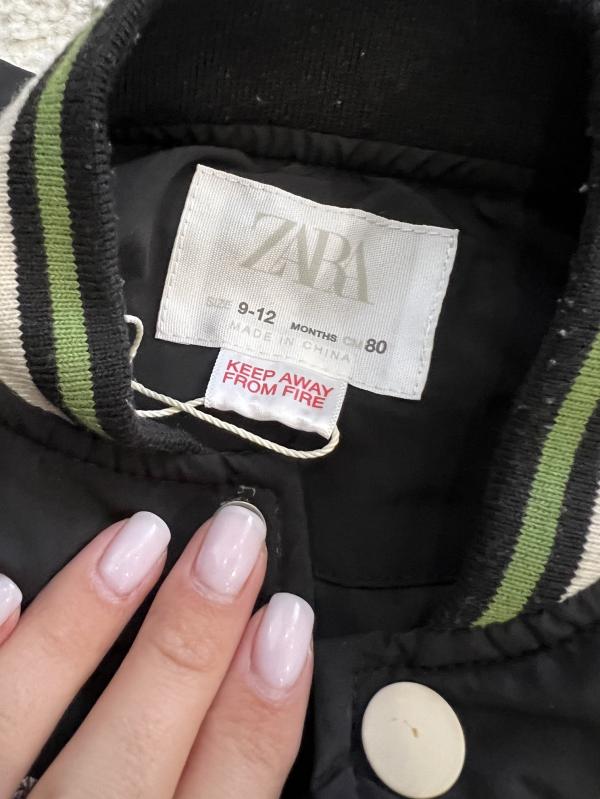 ZARA
SIZE 9-12 MONTHS CM 80
MADE IN CHINA
KEEP AWAY
FROM FIRE